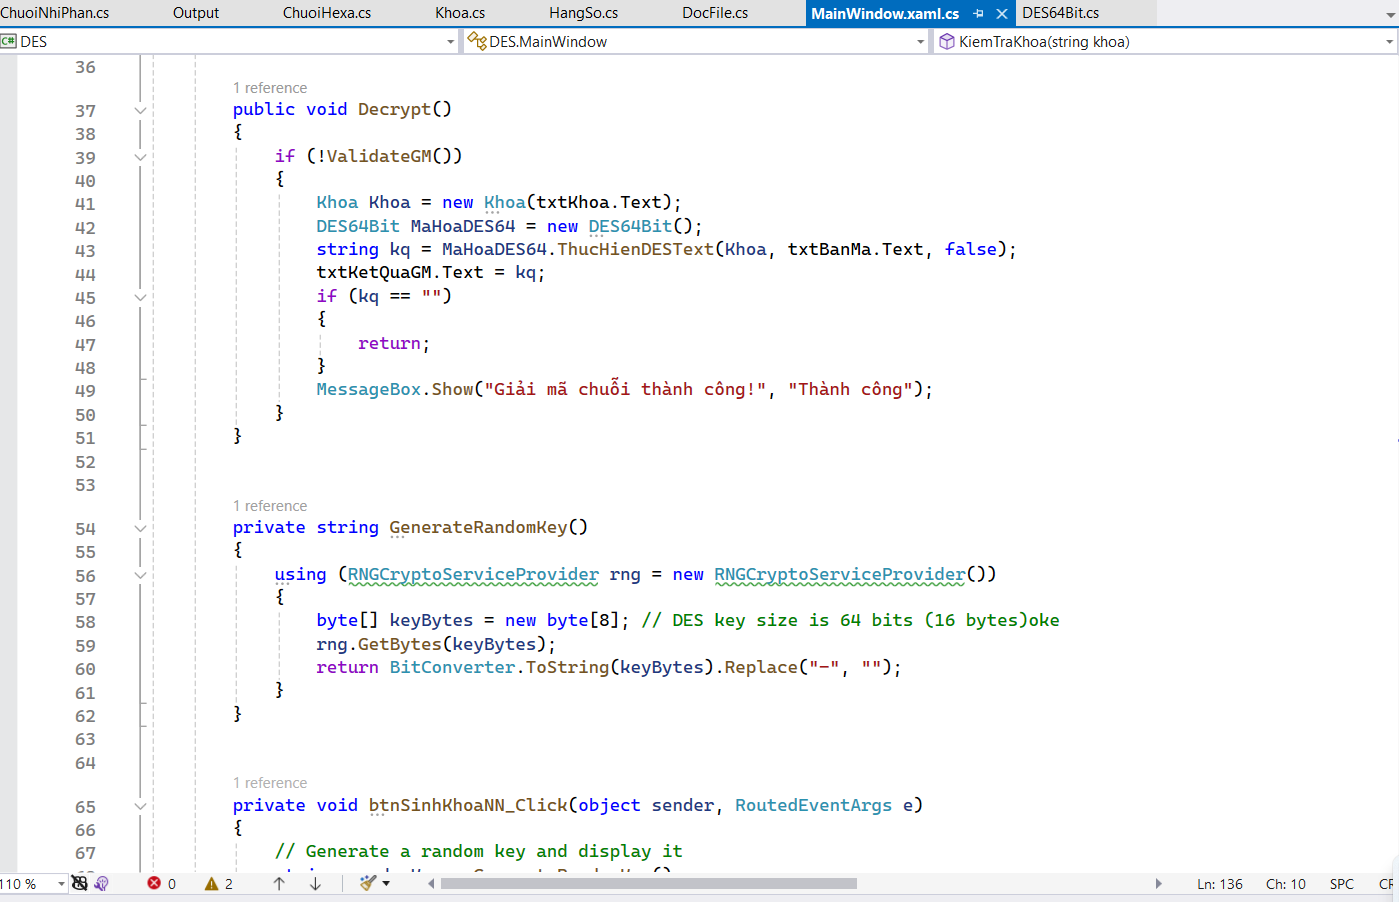 ChuoiNhiPhan.cs Output ChuoiHexa.cs Khoa.cs HangSo.cs DocFile.cs MainWindow.xaml.cs DES64Bit.cs
C# DES DES.MainWindow KiemTraKhoa(string khoa)
36
1 reference
37 public void Decrypt()
38 {
39 if (!ValidateGM())
40 {
41 Khoa Khoa = new Khoa(txtKhoa.Text);
42 DES64Bit MaHoaDES64 = new DES64Bit();
43 string kq = MaHoaDES64.ThucHienDESText(Khoa, txtBanMa.Text, false);
44 txtKetQuaGM.Text = kq;
45 if (kq == "")
46 {
47 return;
48 }
49 MessageBox.Show("Giải mã chuỗi thành công!", "Thành công");
50 }
51 }
52
53
1 reference
54 private string GenerateRandomKey()
55 {
56 using (RNGCryptoServiceProvider rng = new RNGCryptoServiceProvider())
57 {
58 byte[] keyBytes = new byte[8]; // DES key size is 64 bits (16 bytes)oke
59 rng.GetBytes(keyBytes);
60 return BitConverter.ToString(keyBytes).Replace("-", "");
61 }
62 }
63
64
1 reference
65 private void btnSinhKhoaNN_Click(object sender, RoutedEventArgs e)
66 {
67 // Generate a random key and display it
110 % 0 2 Ln: 136 Ch: 10 SPC